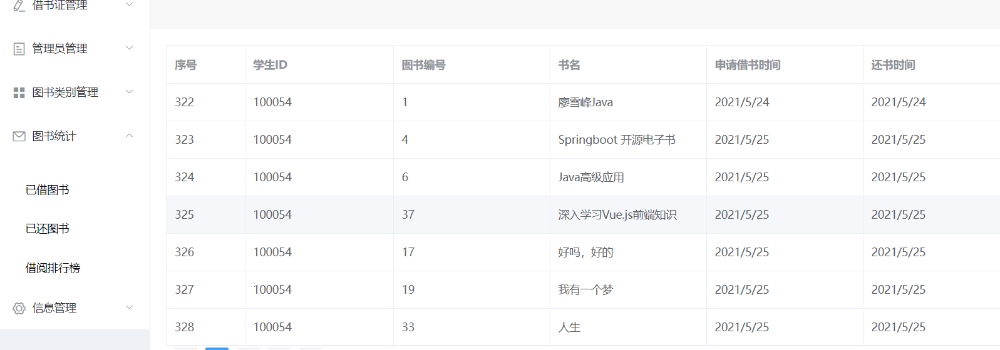 借书证管理
管理员管理
图书类别管理
图书统计
已借图书
已还图书
借阅排行榜
信息管理
序号 学生ID 图书编号 书名 申请借书时间 还书时间
322 100054 1 廖雪峰Java 2021/5/24 2021/5/24
323 100054 4 Springboot 开源电子书 2021/5/25 2021/5/25
324 100054 6 Java高级应用 2021/5/25 2021/5/25
325 100054 37 深入学习Vue.js前端知识 2021/5/25 2021/5/25
326 100054 17 好吗，好的 2021/5/25 2021/5/25
327 100054 19 我有一个梦 2021/5/25 2021/5/25
328 100054 33 人生 2021/5/25 2021/5/25